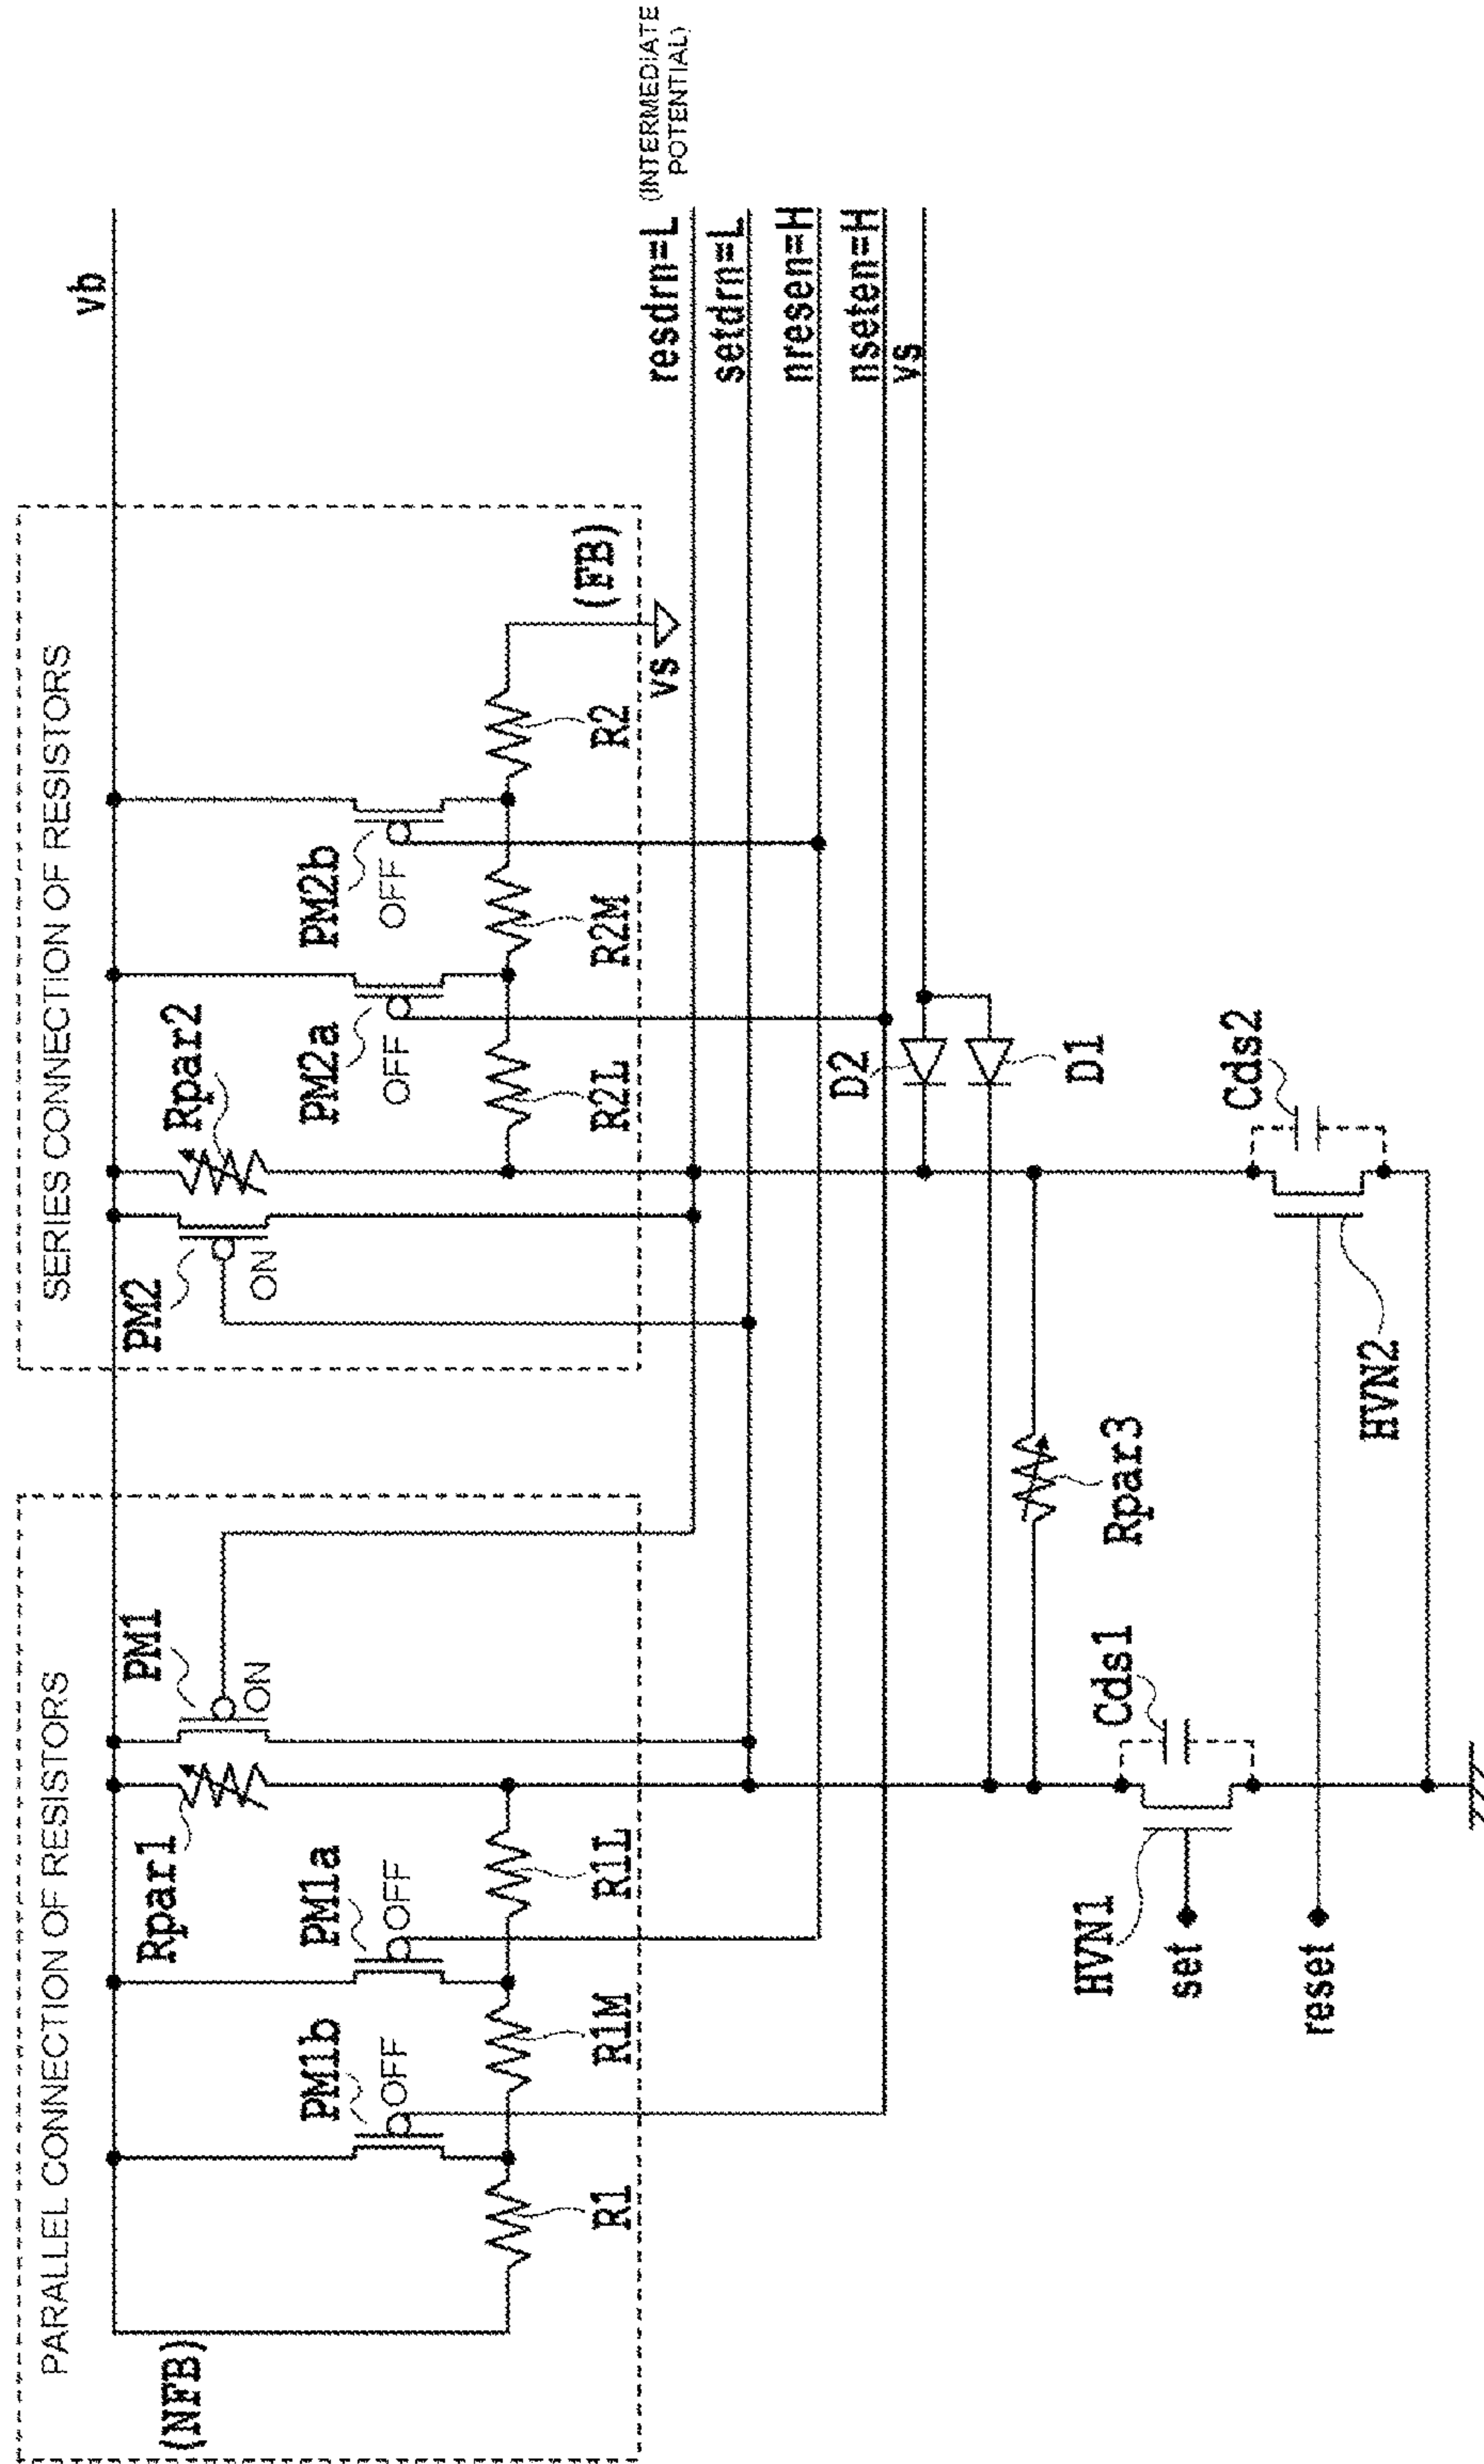 PARALLEL CONNECTION OF RESISTORS
SERIES CONNECTION OF RESISTORS
(NFB)
vb
Rpar1
PM1
ON
PM2
ON
Rpar2
PM1b
OFF
PM1a
OFF
PM2a
OFF
PM2b
OFF
(FB)
R1
R1M
R1L
R2L
R2M
R2
vs
resdrn=L (INTERMEDIATE
POTENTIAL)
setdrn=L
nresen=H
nseten=H
vs
D2
D1
Rpar3
HVN1
Cds1
Cds2
set
reset
HVN2